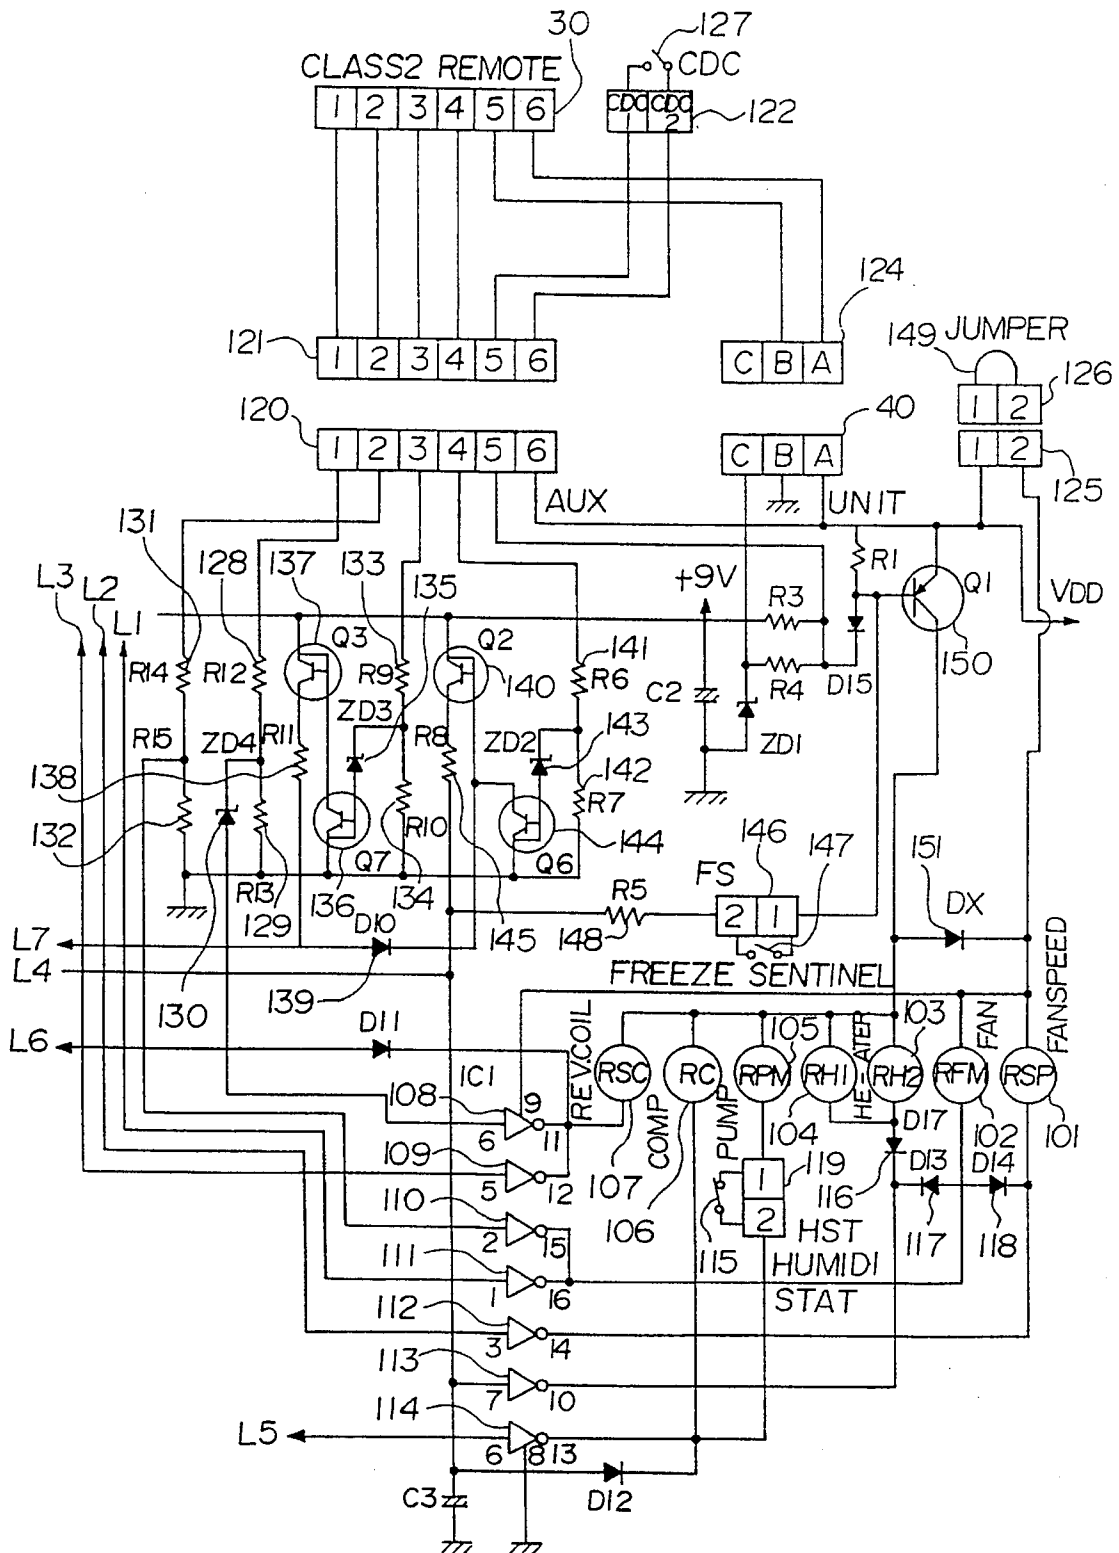 30
127
CLASS2 REMOTE
CDC
1 2 3 4 5 6
CDC 1
CDC 2
122
124
121
1 2 3 4 5 6
C B A
149
JUMPER
1 2
126
120
1 2 3 4 5 6
40
C B A
1 2
125
AUX
UNIT
131
128
137
133
135
L3
L2
L1
+9V
R1
Q1
VDD
Q3
Q2
R3
150
R14
R12
R9
140
141
R6
C2
R4
D15
ZD3
R15
ZD4
R11
R8
ZD2
143
ZD1
138
142
R7
132
R10
144
Q7
Q6
R13
129
136
134
145
146
147
FS
2 1
R5
148
151
DX
L7
D10
L4
130
139
FREEZE SENTINEL
L6
D11
IC1
REV.COIL
105
103
FAN
FANSPEED
RSC
RC
RPM
RH1
HE-ATER
RH2
RFM
RSP
108
9
6
11
COMP
PUMP
104
D17
102
101
109
5
12
107
106
1
119
116
D13
D14
110
2
15
115
2
HST
117
118
111
1
16
HUMIDI
STAT
112
3
14
113
7
10
114
L5
6
8
13
C3
D12